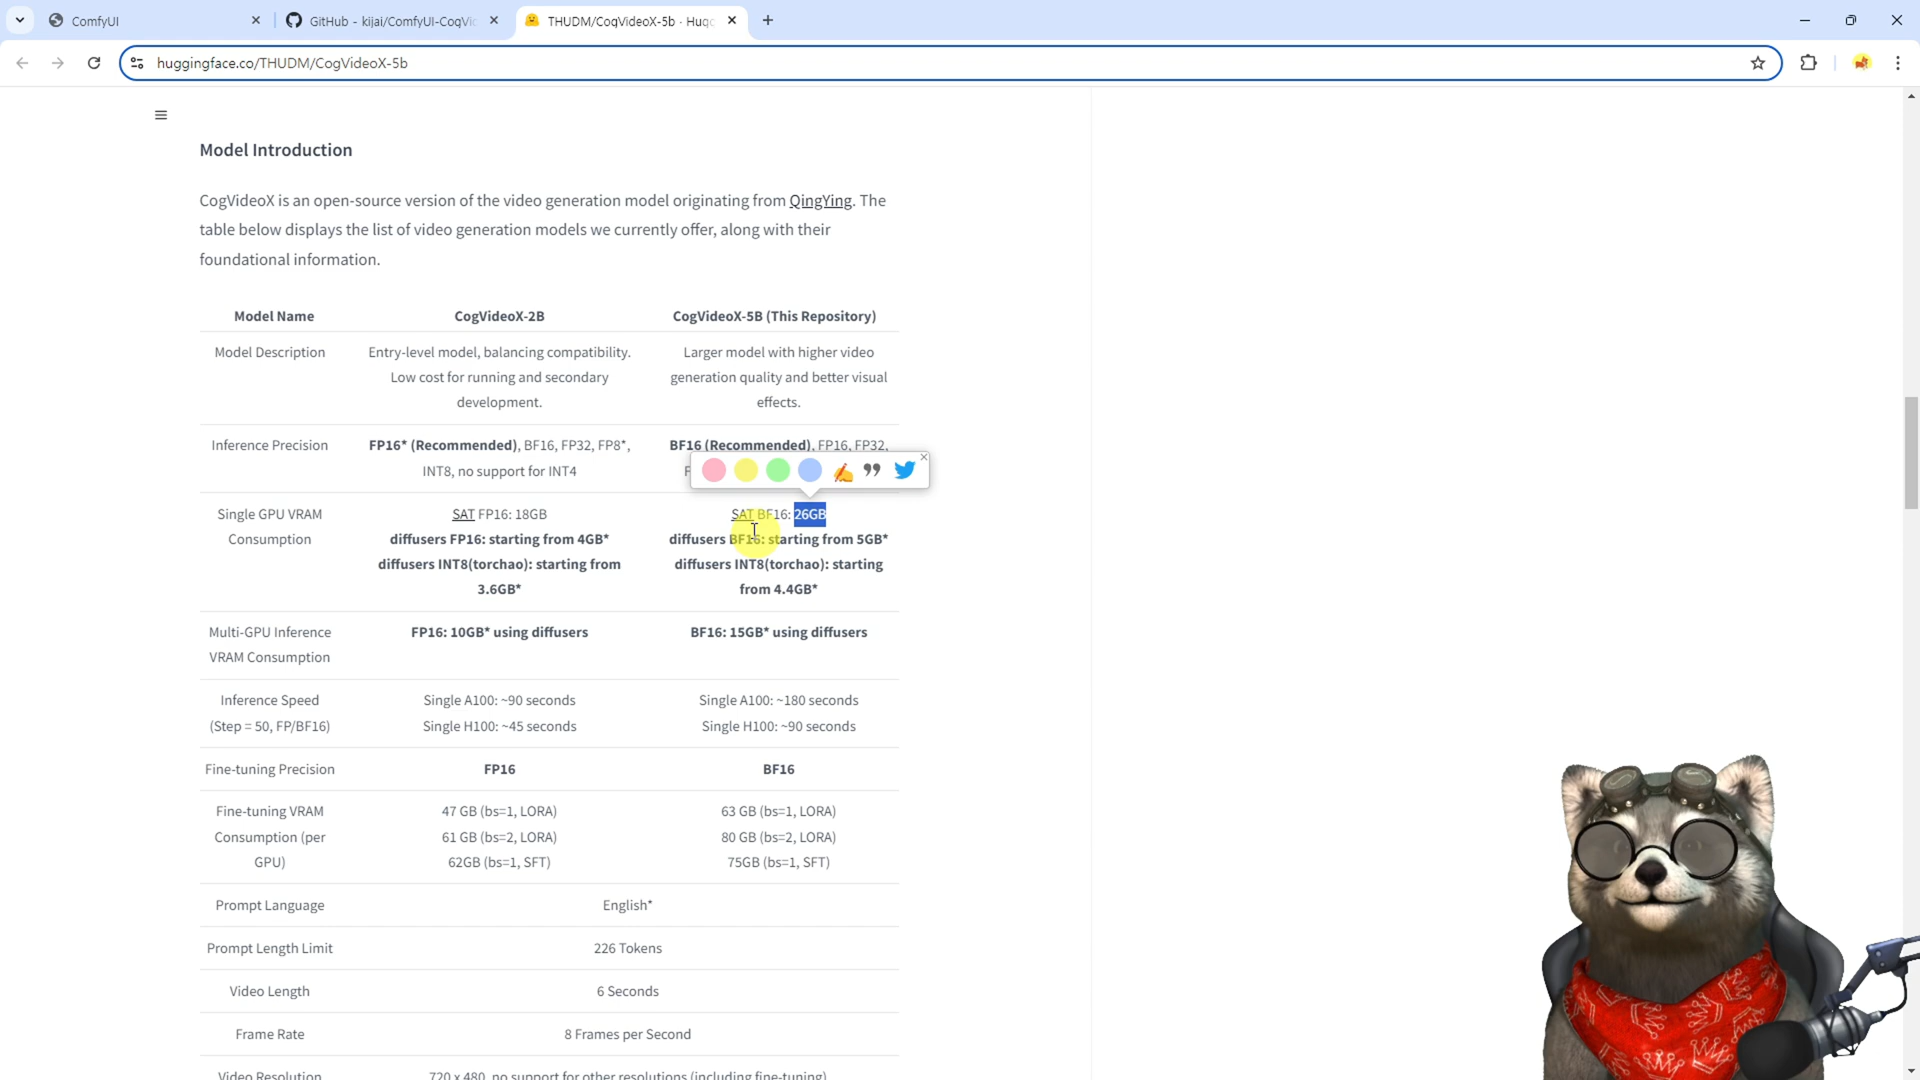 ComfyUI
GitHub - kijai/ComfyUI-CogVic
THUDM/CogVideoX-5b · Hugg
huggingface.co/THUDM/CogVideoX-5b
Model Introduction
CogVideoX is an open-source version of the video generation model originating from QingYing. The
table below displays the list of video generation models we currently offer, along with their
foundational information.
Model Name CogVideoX-2B CogVideoX-5B (This Repository)
Model Description Entry-level model, balancing compatibility. Larger model with higher video
Low cost for running and secondary generation quality and better visual
development. effects.
Inference Precision FP16* (Recommended), BF16, FP32, FP8*, BF16 (Recommended), FP16, FP32,
INT8, no support for INT4
Single GPU VRAM SAT FP16: 18GB SAT BF16: 26GB
Consumption diffusers FP16: starting from 4GB* diffusers BF16: starting from 5GB*
diffusers INT8(torchao): starting from diffusers INT8(torchao): starting
3.6GB* from 4.4GB*
Multi-GPU Inference FP16: 10GB* using diffusers BF16: 15GB* using diffusers
VRAM Consumption
Inference Speed Single A100: ~90 seconds Single A100: ~180 seconds
(Step = 50, FP/BF16) Single H100: ~45 seconds Single H100: ~90 seconds
Fine-tuning Precision FP16 BF16
Fine-tuning VRAM 47 GB (bs=1, LORA) 63 GB (bs=1, LORA)
Consumption (per 61 GB (bs=2, LORA) 80 GB (bs=2, LORA)
GPU) 62GB (bs=1, SFT) 75GB (bs=1, SFT)
Prompt Language English*
Prompt Length Limit 226 Tokens
Video Length 6 Seconds
Frame Rate 8 Frames per Second
Video Resolution 720 x 480, no support for other resolutions (including fine-tuning)